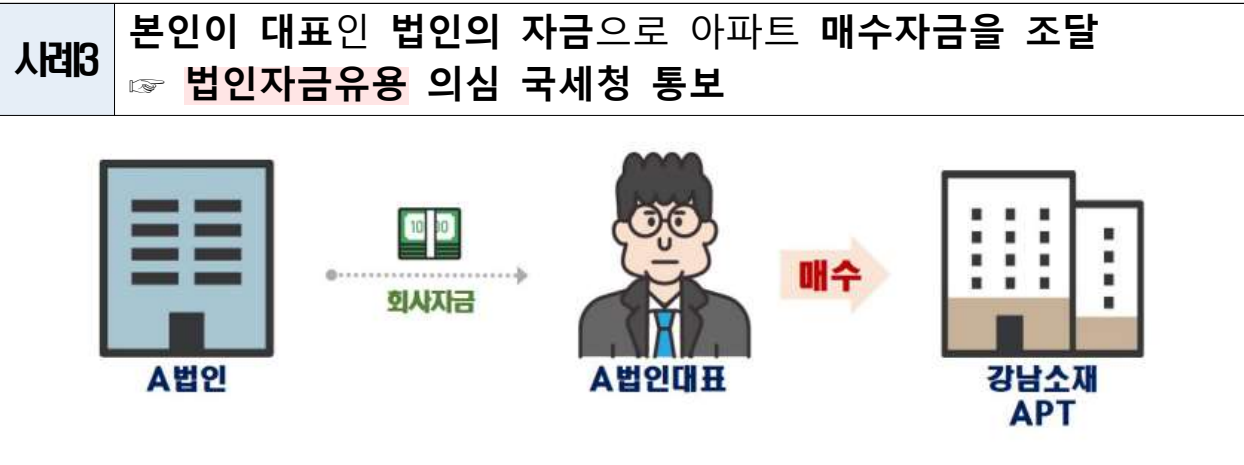 사례3
본인이 대표인 법인의 자금으로 아파트 매수자금을 조달
☞ 법인자금유용 의심 국세청 통보
회사자금
매수
A법인
A법인대표
강남소재
APT